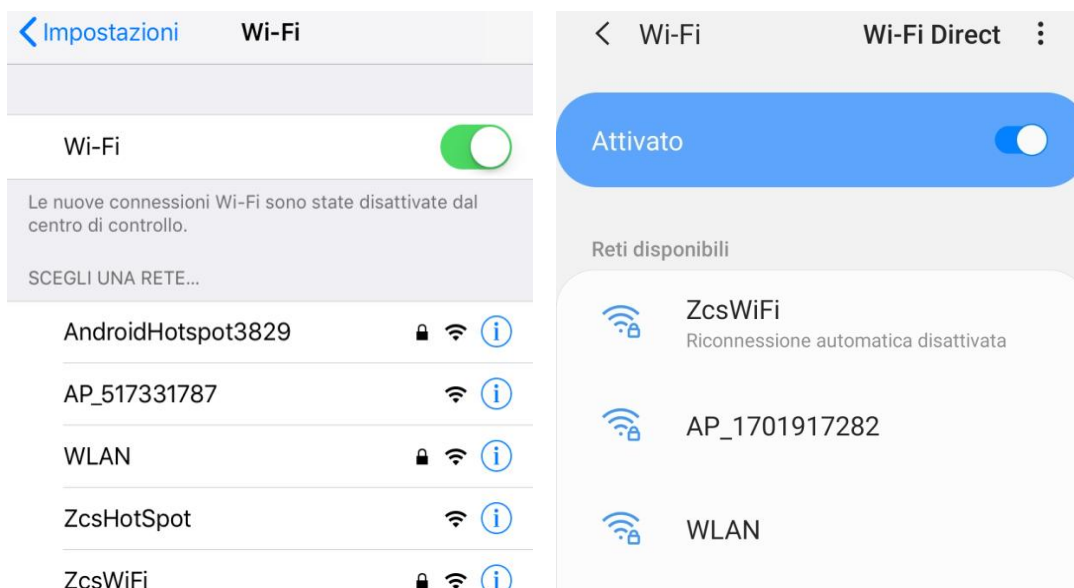 Impostazioni
Wi-Fi
Wi-Fi
Le nuove connessioni Wi-Fi sono state disattivate dal
centro di controllo.
SCEGLI UNA RETE...
AndroidHotspot3829
AP_517331787
WLAN
ZcsHotSpot
ZcsWiFi
Wi-Fi
Wi-Fi Direct
Attivato
Reti disponibili
ZcsWiFi
Riconnessione automatica disattivata
AP_1701917282
WLAN